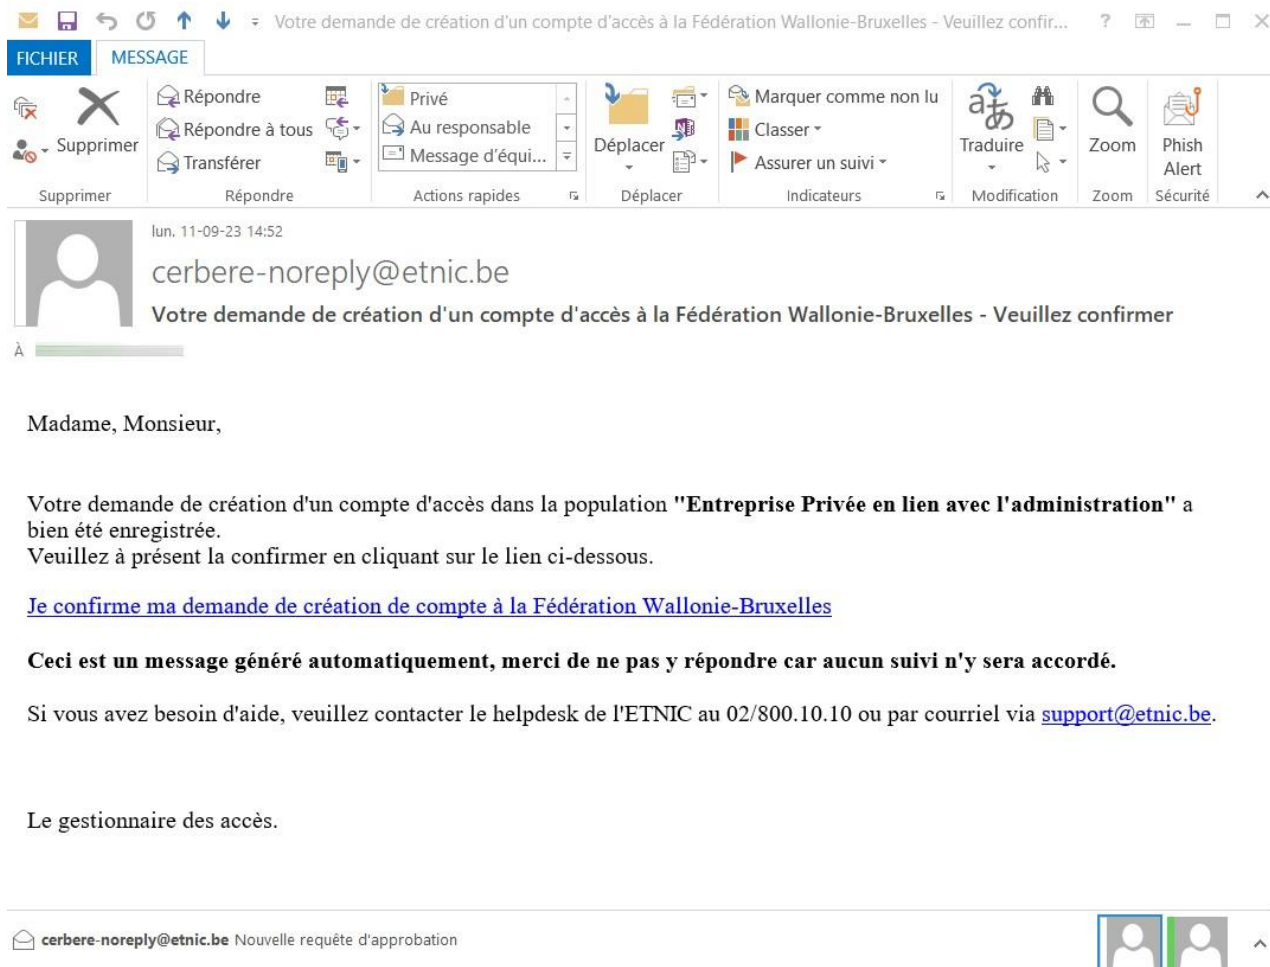 Votre demande de création d'un compte d'accès à la Fédération Wallonie-Bruxelles - Veuillez confir... ?
FICHIER MESSAGE
Supprimer
Répondre
Répondre à tous
Transférer
Privé
Au responsable
Message d'équi...
Déplacer
Marquer comme non lu
Classer
Assurer un suivi
Traduire
Zoom
Phish
Alert
Supprimer Répondre Actions rapides Déplacer Indicateurs Modification Zoom Sécurité
lun. 11-09-23 14:52
cerbere-noreply@etnic.be
Votre demande de création d'un compte d'accès à la Fédération Wallonie-Bruxelles - Veuillez confirmer
À
Madame, Monsieur,
Votre demande de création d'un compte d'accès dans la population "Entreprise Privée en lien avec l'administration" a
bien été enregistrée.
Veuillez à présent la confirmer en cliquant sur le lien ci-dessous.
Je confirme ma demande de création de compte à la Fédération Wallonie-Bruxelles
Ceci est un message généré automatiquement, merci de ne pas y répondre car aucun suivi n'y sera accordé.
Si vous avez besoin d'aide, veuillez contacter le helpdesk de l'ETNIC au 02/800.10.10 ou par courriel via support@etnic.be.
Le gestionnaire des accès.
cerbere-noreply@etnic.be Nouvelle requête d'approbation